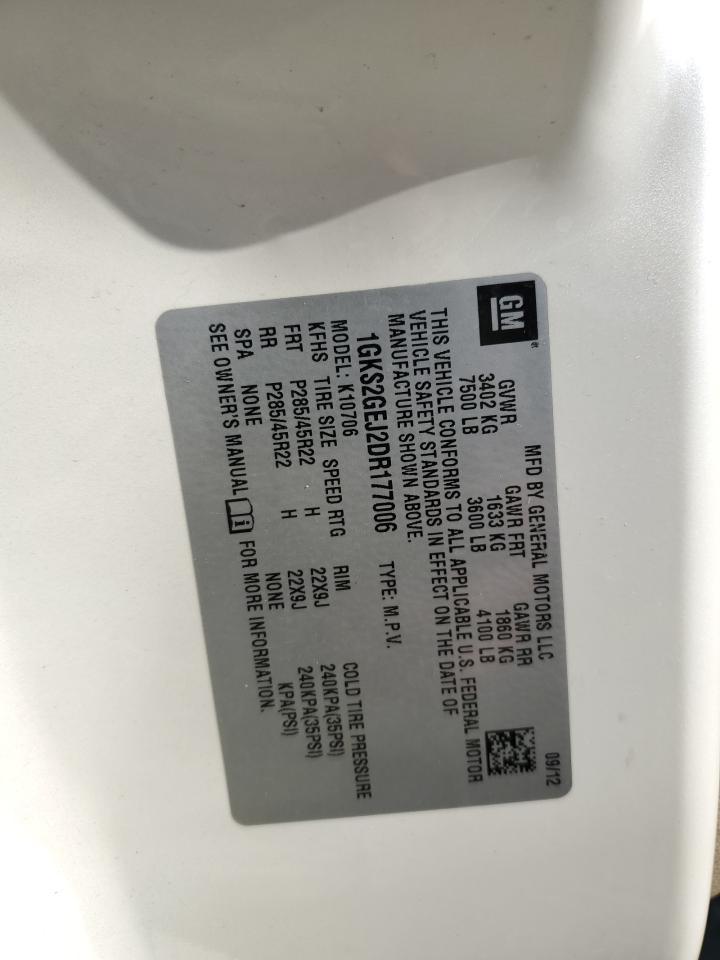 GM
MFD BY GENERAL MOTORS LLC 09/12
GVWR GAWR FRT GAWR RR
3402 KG 1633 KG 1860 KG
7500 LB 3600 LB 4100 LB
THIS VEHICLE CONFORMS TO ALL APPLICABLE U.S. FEDERAL MOTOR
VEHICLE SAFETY STANDARDS IN EFFECT ON THE DATE OF
MANUFACTURE SHOWN ABOVE.
1GKS2GEJ2DR177006 TYPE: M.P.V.
MODEL: K10706
KFHS TIRE SIZE SPEED RTG RIM COLD TIRE PRESSURE
FRT P285/45R22 H 22X9J 240KPA(35PSI)
RR P285/45R22 H 22X9J 240KPA(35PSI)
SPA NONE NONE KPA(PSI)
SEE OWNER'S MANUAL i FOR MORE INFORMATION.